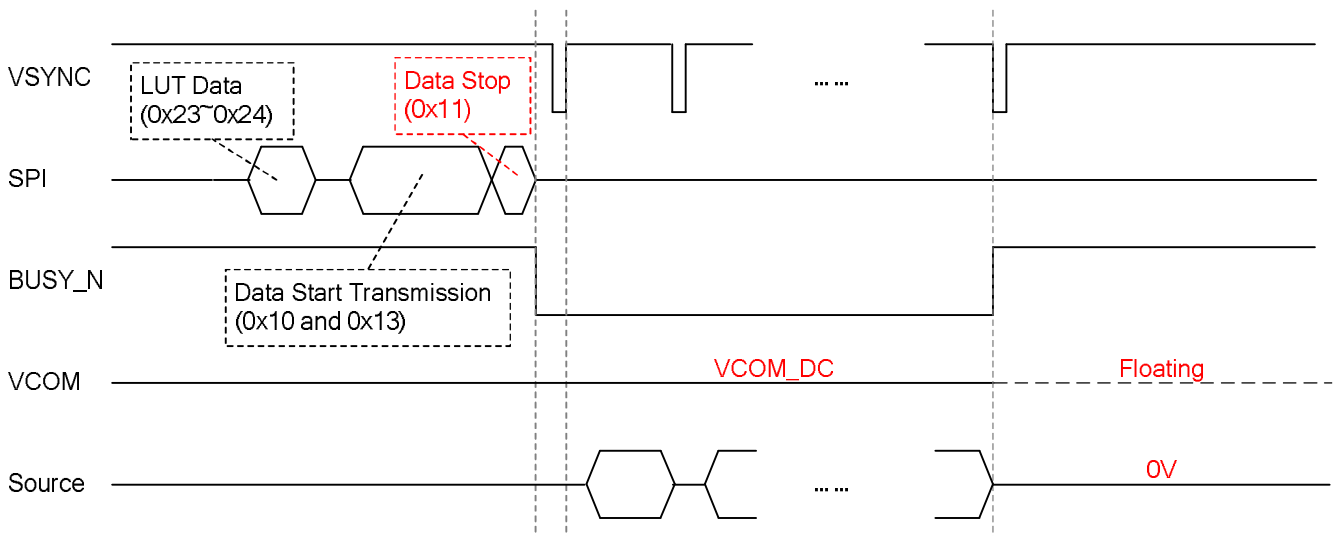 VSYNC
LUT Data
(0x23~0x24)
Data Stop
(0x11)
... ...
SPI
BUSY_N
Data Start Transmission
(0x10 and 0x13)
VCOM
VCOM_DC
Floating
Source
... ...
0V